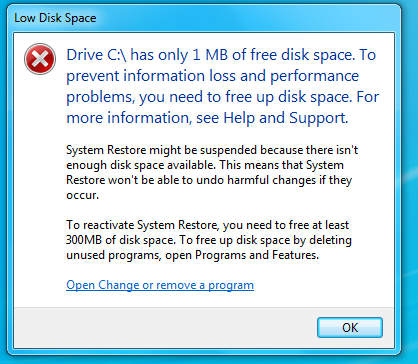 Low Disk Space
Drive C:\ has only 1 MB of free disk space. To
prevent information loss and performance
problems, you need to free up disk space. For
more information, see Help and Support.
System Restore might be suspended because there isn't
enough disk space available. This means that System
Restore won't be able to undo harmful changes if they
occur.
To reactivate System Restore, you need to free at least
300MB of disk space. To free up disk space by deleting
unused programs, open Programs and Features.
Open Change or remove a program
OK